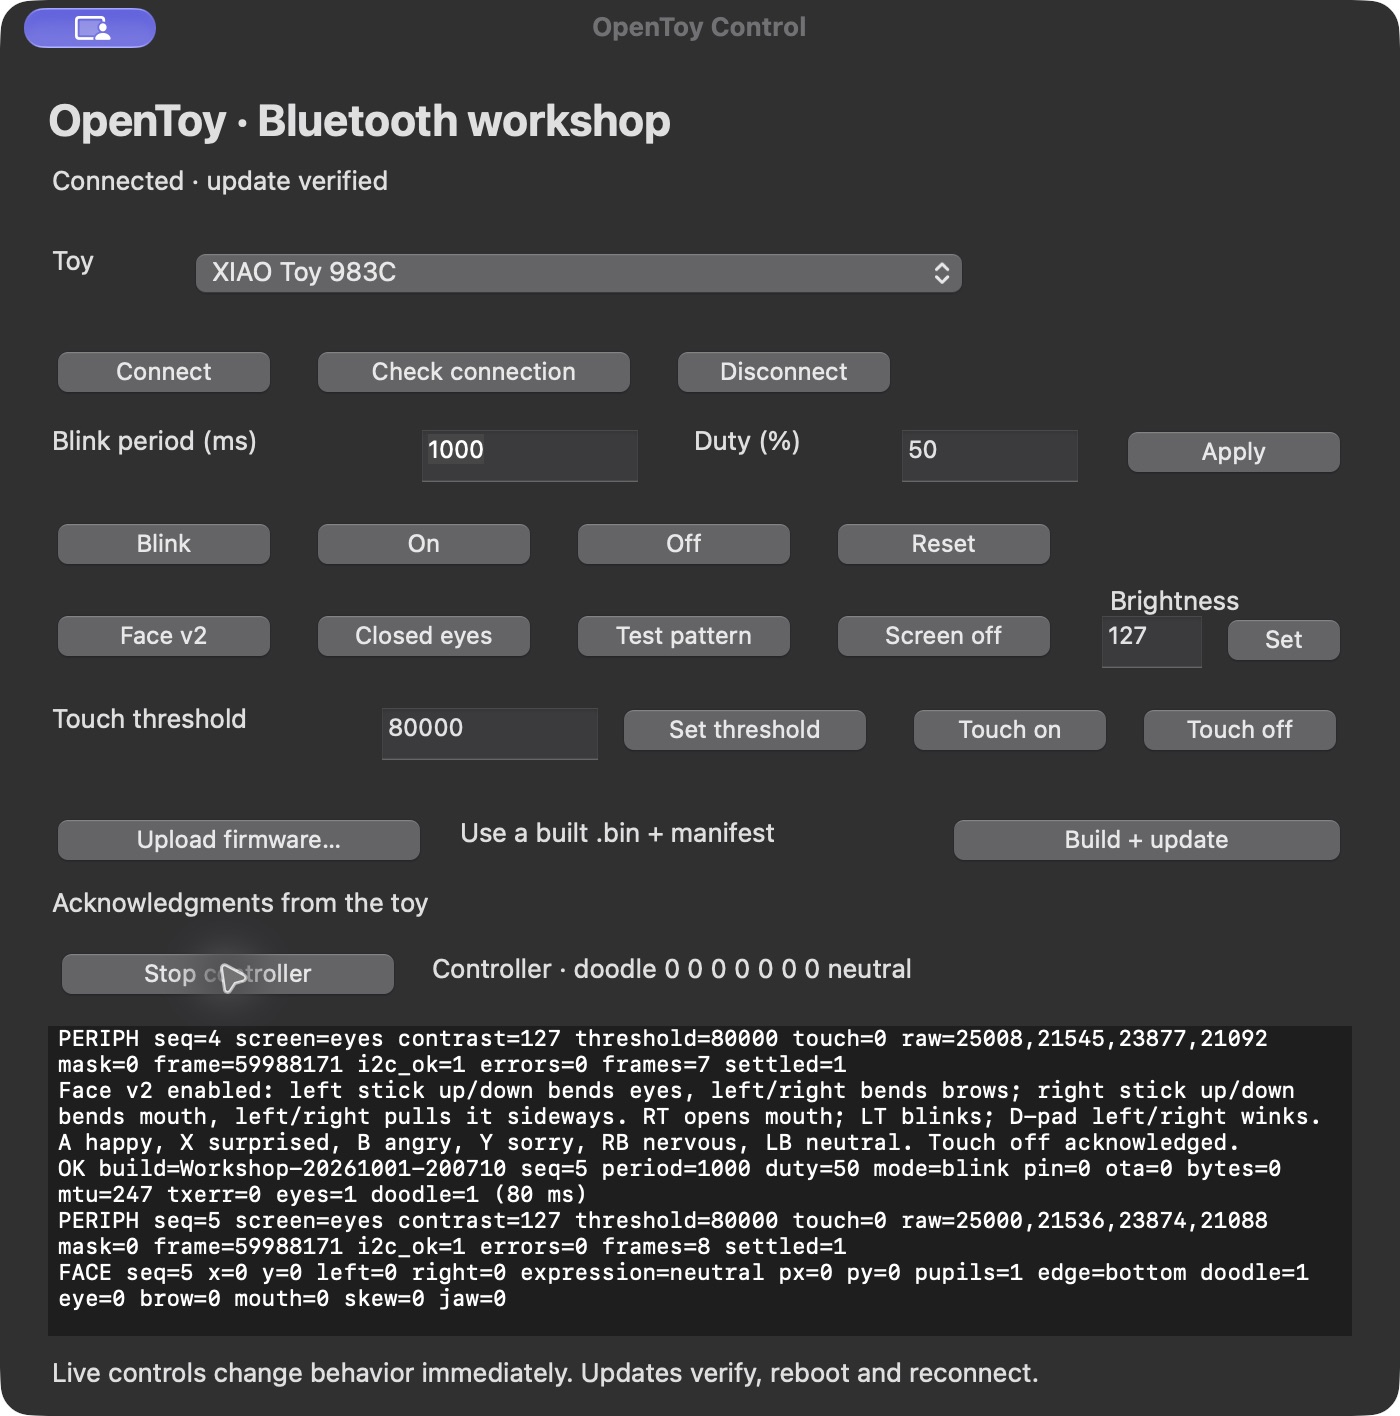 OpenToy Control
OpenToy · Bluetooth workshop
Connected · update verified
Toy
XIAO Toy 983C
Connect
Check connection
Disconnect
Blink period (ms)
1000
Duty (%)
50
Apply
Blink
On
Off
Reset
Brightness
Face v2
Closed eyes
Test pattern
Screen off
127
Set
Touch threshold
80000
Set threshold
Touch on
Touch off
Upload firmware...
Use a built .bin + manifest
Build + update
Acknowledgments from the toy
Stop controller
Controller · doodle 0 0 0 0 0 0 0 neutral
PERIPH seq=4 screen=eyes contrast=127 threshold=80000 touch=0 raw=25008,21545,23877,21092
mask=0 frame=59988171 i2c_ok=1 errors=0 frames=7 settled=1
Face v2 enabled: left stick up/down bends eyes, left/right bends brows; right stick up/down
bends mouth, left/right pulls it sideways. RT opens mouth; LT blinks; D-pad left/right winks.
A happy, X surprised, B angry, Y sorry, RB nervous, LB neutral. Touch off acknowledged.
OK build=Workshop-20261001-200710 seq=5 period=1000 duty=50 mode=blink pin=0 ota=0 bytes=0
mtu=247 txerr=0 eyes=1 doodle=1 (80 ms)
PERIPH seq=5 screen=eyes contrast=127 threshold=80000 touch=0 raw=25000,21536,23874,21088
mask=0 frame=59988171 i2c_ok=1 errors=0 frames=8 settled=1
FACE seq=5 x=0 y=0 left=0 right=0 expression=neutral px=0 py=0 pupils=1 edge=bottom doodle=1
eye=0 brow=0 mouth=0 skew=0 jaw=0
Live controls change behavior immediately. Updates verify, reboot and reconnect.